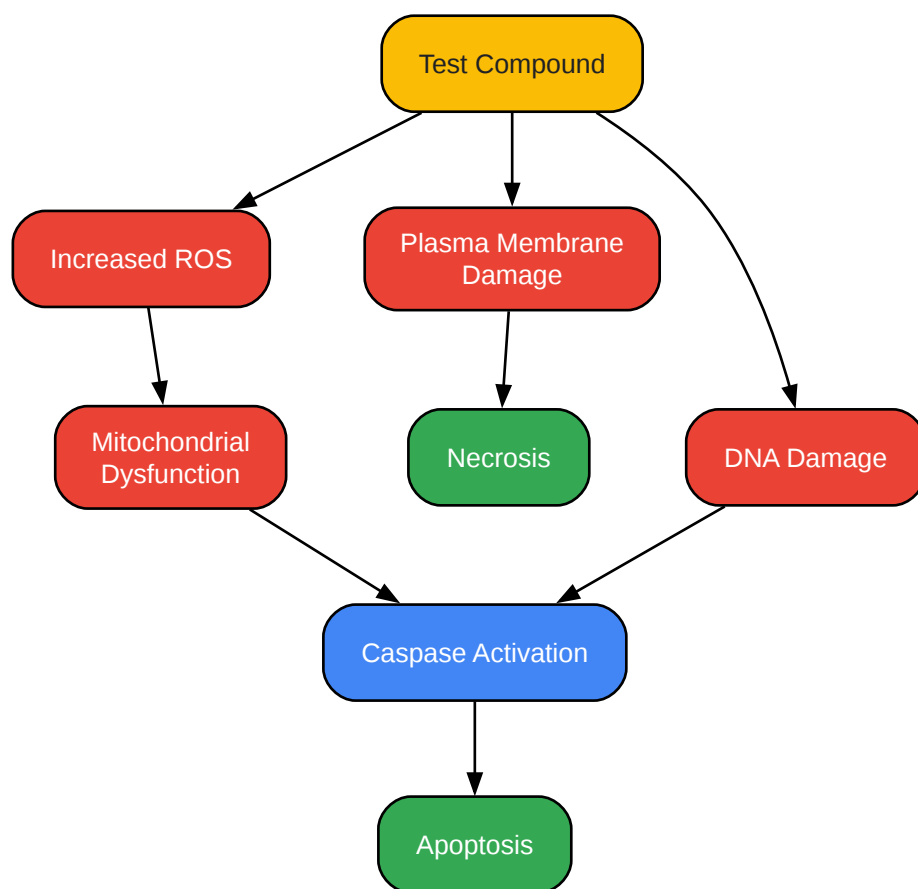 Test Compound
Increased ROS
Plasma Membrane
Damage
Mitochondrial
Dysfunction
Necrosis
DNA Damage
Caspase Activation
Apoptosis